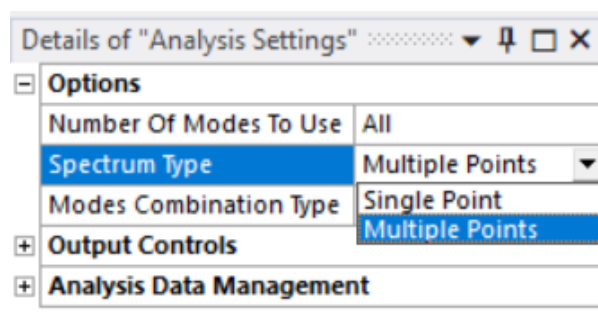 Details of "Analysis Settings"
Options
Number Of Modes To Use All
Spectrum Type Multiple Points
Modes Combination Type Single Point
Multiple Points
Output Controls
Analysis Data Management